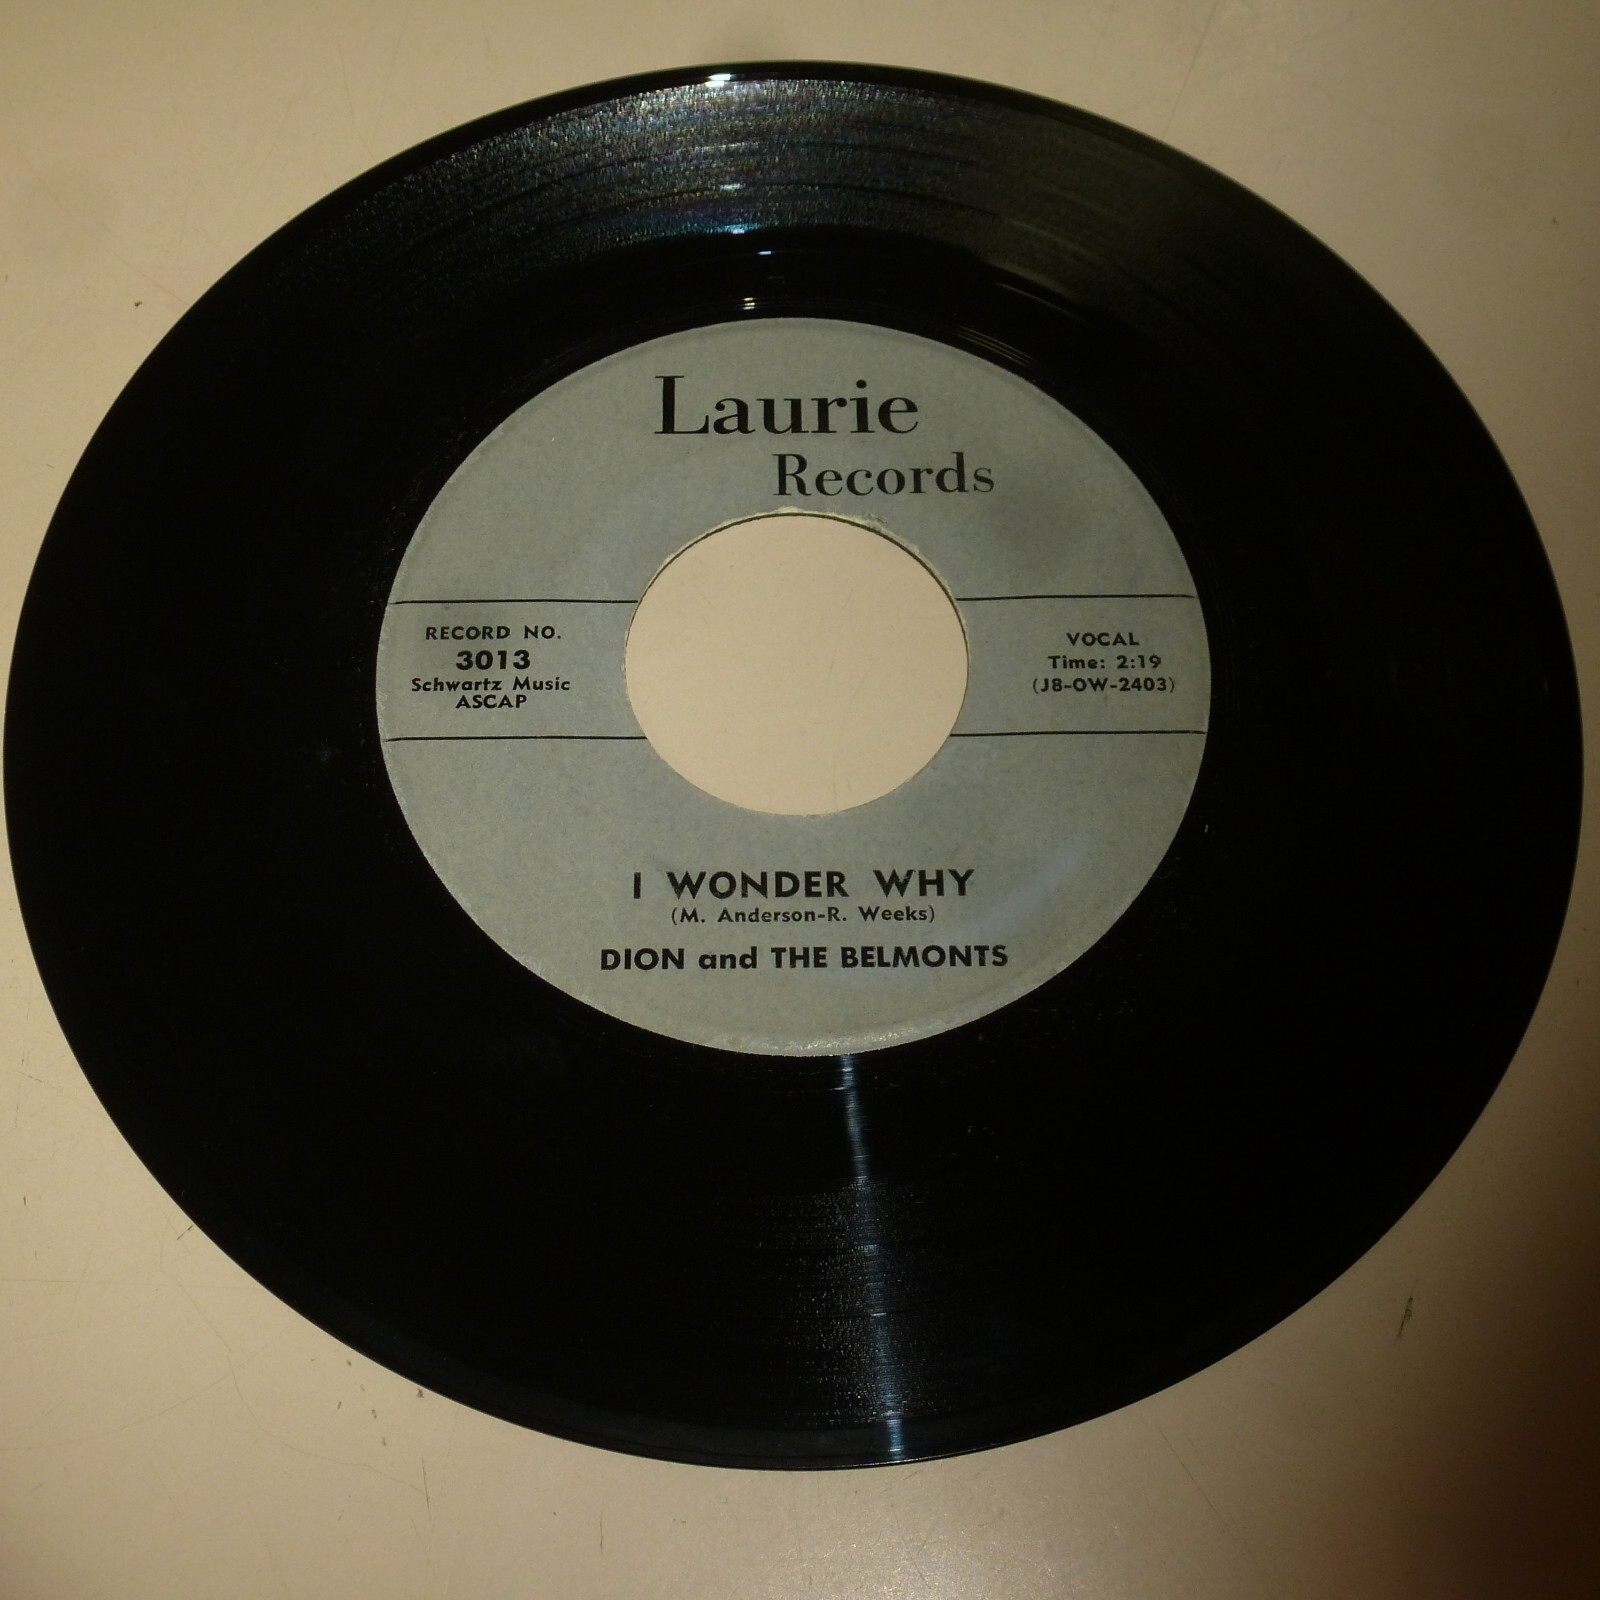 Laurie
Records
RECORD NO.
3013
Schwartz Music
ASCAP
VOCAL
Time: 2:19
(J8-OW-2403)
I WONDER WHY
(M. Anderson-R. Weeks)
DION and THE BELMONTS